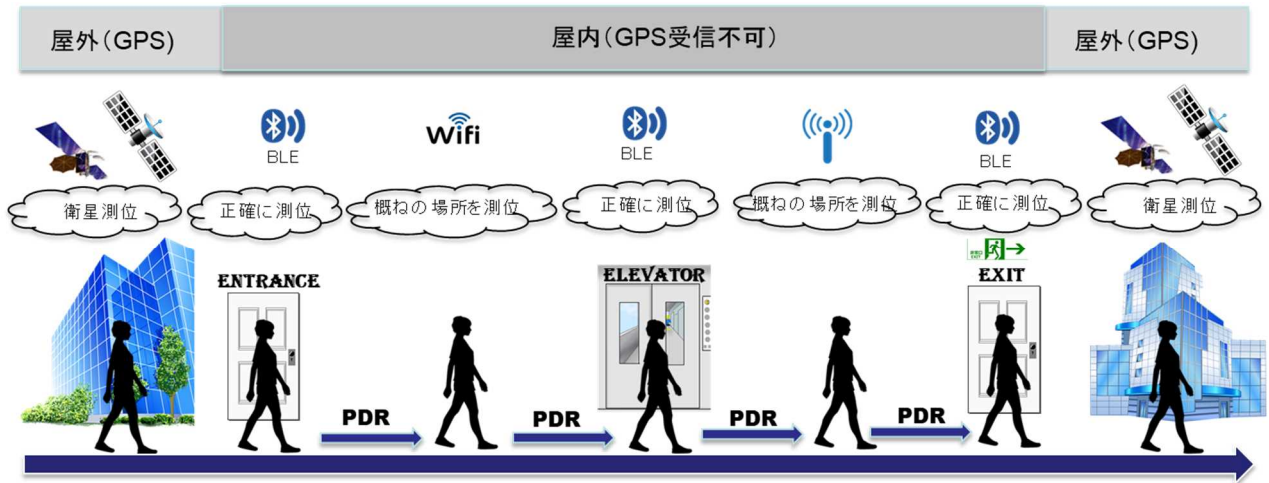 屋外(GPS)
屋内(GPS受信不可)
屋外(GPS)
BLE
Wifi
BLE
BLE
衛星測位
正確に測位
概ねの場所を測位
正確に測位
概ねの場所を測位
正確に測位
衛星測位
ENTRANCE
ELEVATOR
EXIT
PDR
PDR
PDR
PDR